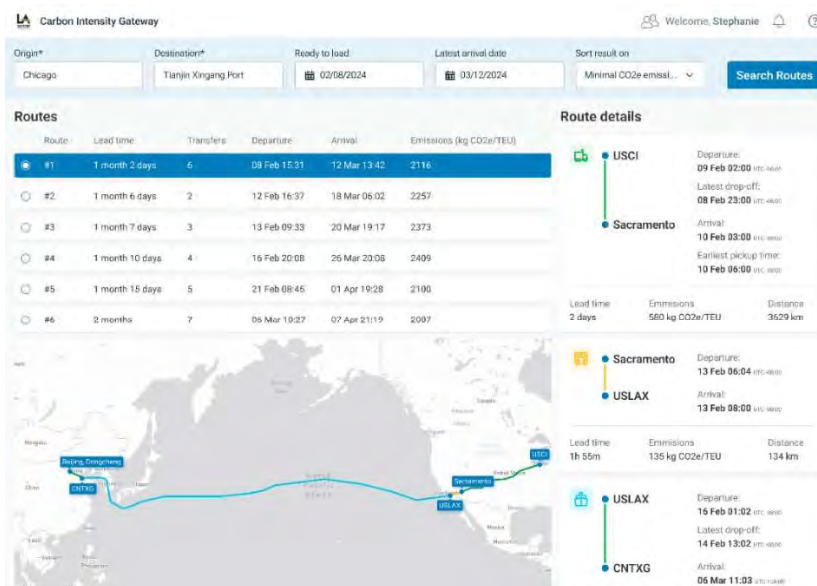 LA Carbon Intensity Gateway
Welcome, Stephanie
Origin*
Destination*
Ready to load
Latest arrival date
Sort result on
Chicago
Tianjin Xingang Port
02/08/2024
03/12/2024
Minimal CO2e emissi...
Search Routes
Routes
Route Lead time Transfers Departure Arrival Emissions (kg CO2e/TEU)
#1 1 month 2 days 6 08 Feb 15:31 12 Mar 13:42 2116
#2 1 month 6 days 2 12 Feb 16:37 18 Mar 06:02 2257
#3 1 month 7 days 3 13 Feb 09:33 20 Mar 19:17 2373
#4 1 month 10 days 4 16 Feb 20:08 26 Mar 20:08 2409
#5 1 month 15 days 5 21 Feb 08:45 01 Apr 19:28 2100
#6 2 months 7 06 Mar 10:27 07 Apr 21:19 2007
Beijing, Dongcheng
CNTXG
USLAX
Sacramento
USCI
Route details
USCI
Departure:
09 Feb 02:00
Latest drop-off:
08 Feb 23:00
Sacramento
Arrival:
10 Feb 03:00
Earliest pickup time:
10 Feb 06:00
Lead time Emmisions Distance
2 days 580 kg CO2e/TEU 3629 km
Sacramento
Departure:
13 Feb 06:04
USLAX
Arrival:
13 Feb 08:00
Lead time Emmisions Distance
1h 55m 135 kg CO2e/TEU 134 km
USLAX
Departure:
16 Feb 01:02
Latest drop-off:
14 Feb 13:02
CNTXG
Arrival:
06 Mar 11:03